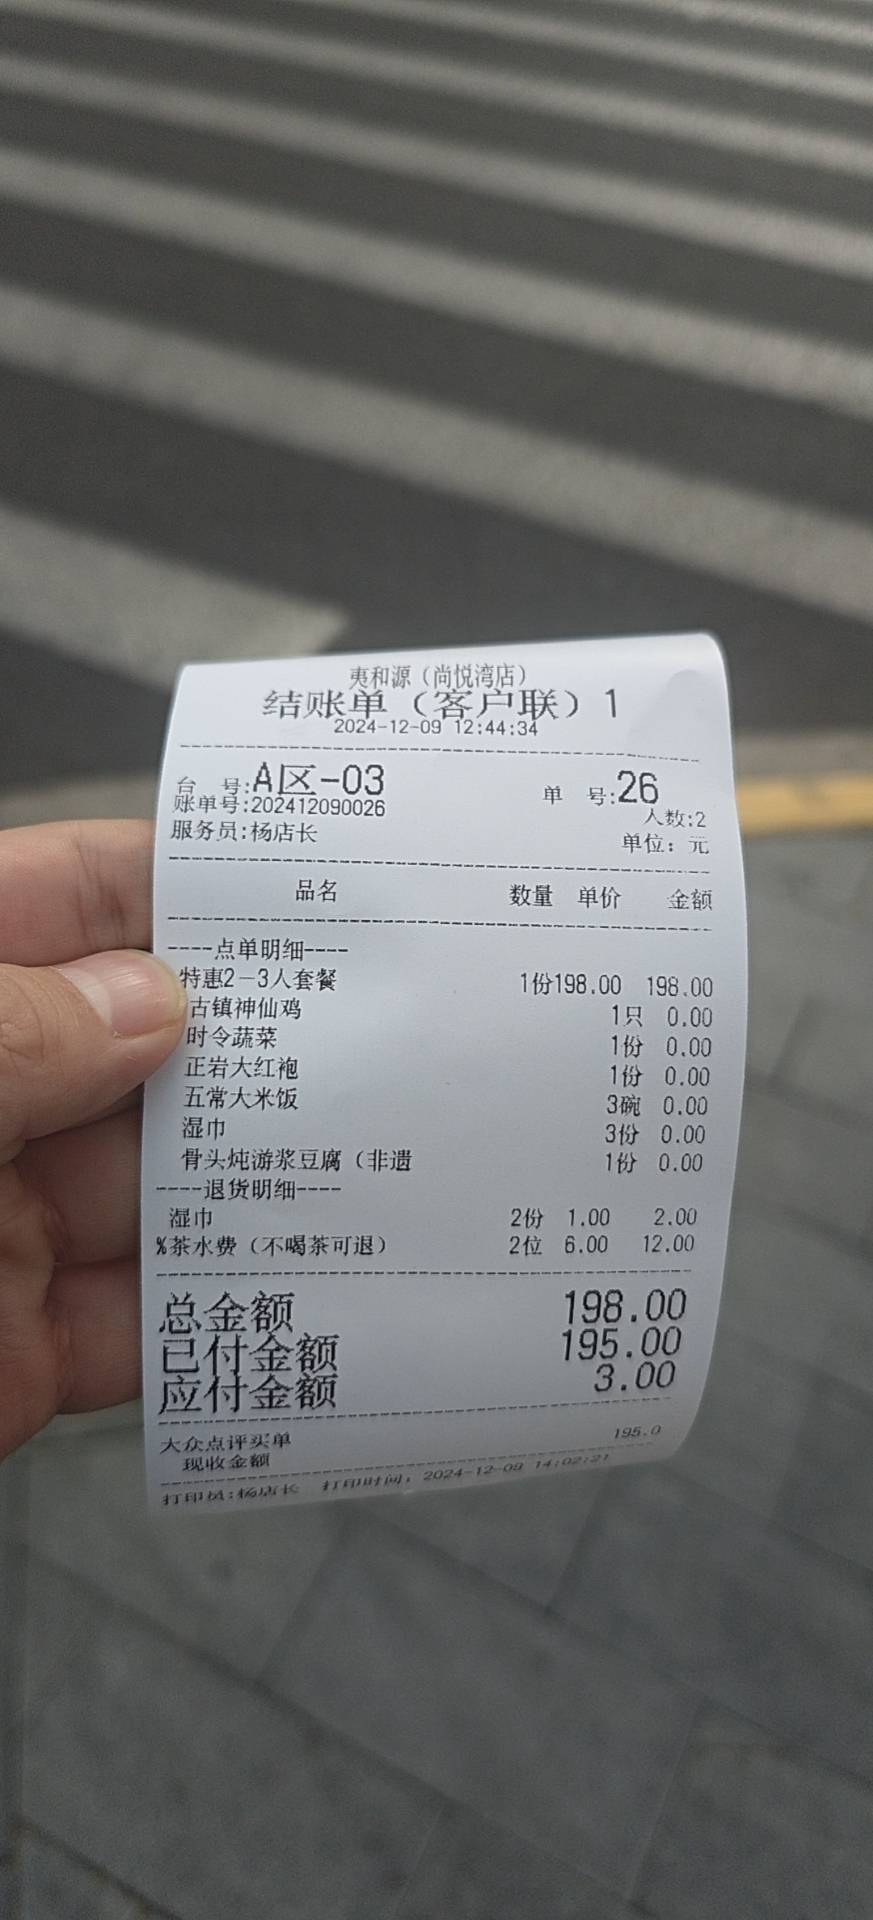 夷和源（尚悦湾店）
结账单（客户联）1
2024-12-09 12:44:34
台 号:A区-03 单 号:26
账单号:202412090026 人数:2
服务员:杨店长 单位：元
品名 数量 单价 金额
----点单明细----
特惠2-3人套餐 1份198.00 198.00
古镇神仙鸡 1只 0.00
时令蔬菜 1份 0.00
正岩大红袍 1份 0.00
五常大米饭 3碗 0.00
湿巾 3份 0.00
骨头炖游浆豆腐（非遗 1份 0.00
----退货明细----
湿巾 2份 1.00 2.00
%茶水费（不喝茶可退） 2位 6.00 12.00
总金额 198.00
已付金额 195.00
应付金额 3.00
大众点评买单 195.0
现收金额
打印员:杨店长 打印时间：2024-12-09 14:02:21